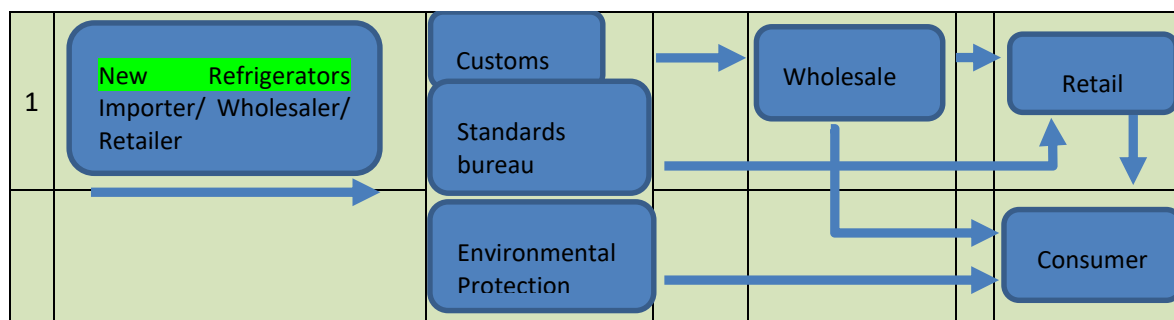 1
New Refrigerators
Importer/ Wholesaler/
Retailer
Customs
Standards
bureau
Environmental
Protection
Wholesale
Retail
Consumer